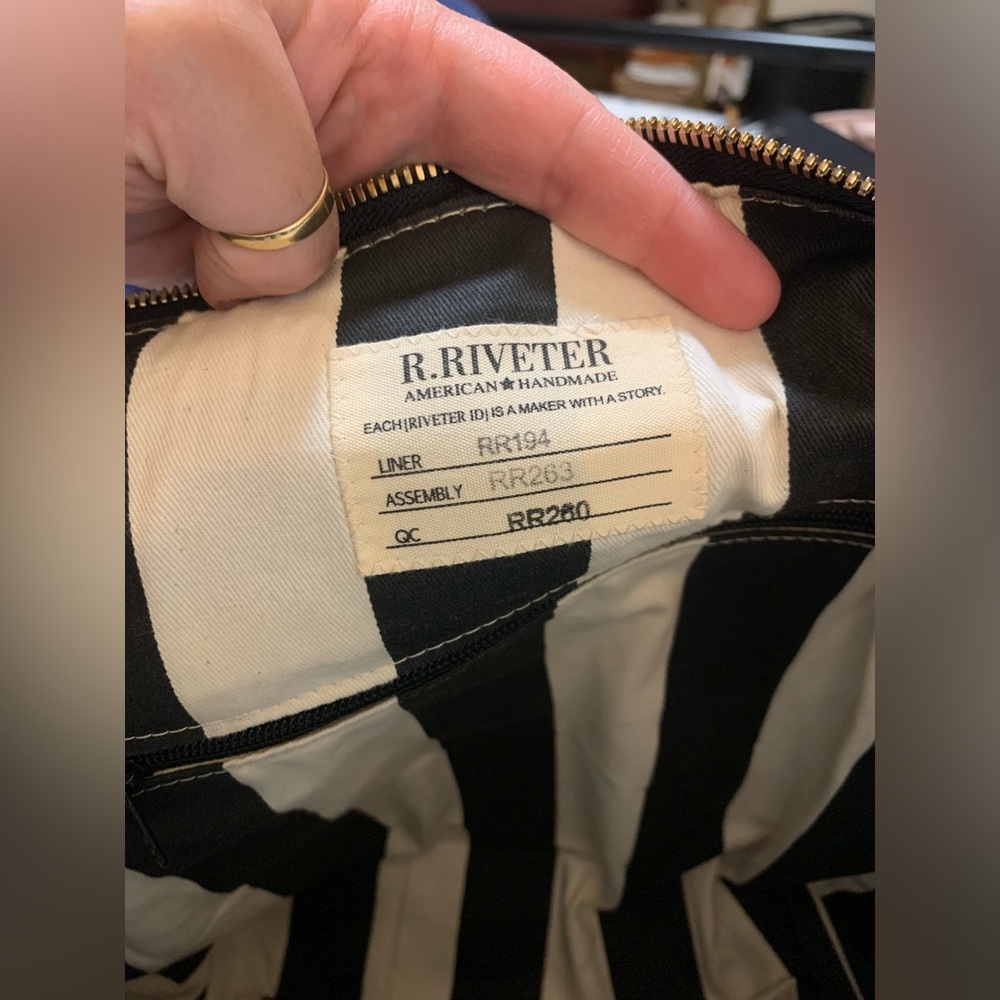 R.RIVETER
AMERICAN★HANDMADE
EACH [RIVETER ID] IS A MAKER WITH A STORY.
LINER RR194
ASSEMBLY RR263
QC RR260